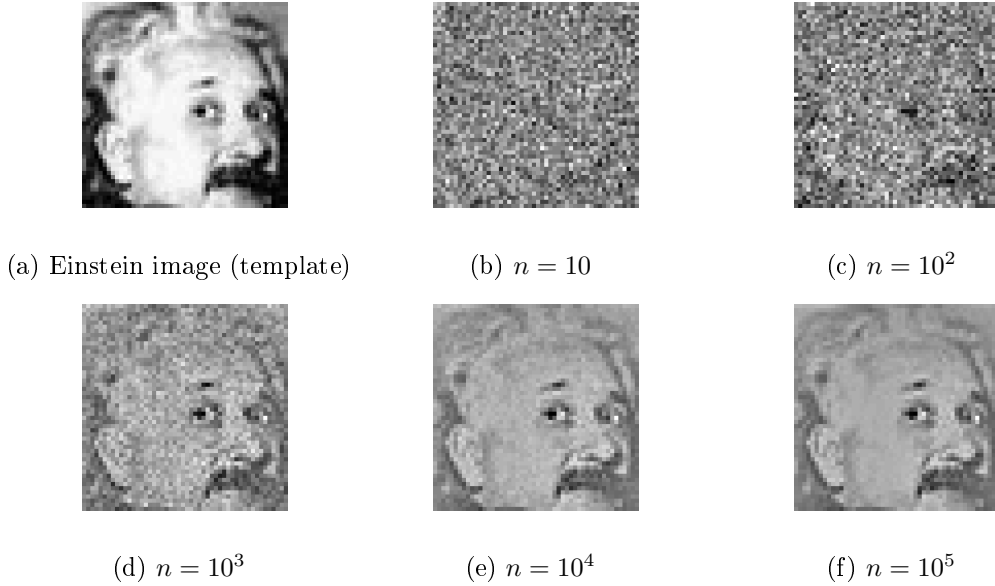 (a) Einstein image (template)
(b) n = 10
(c) n = 10²
(d) n = 10³
(e) n = 10⁴
(f) n = 10⁵